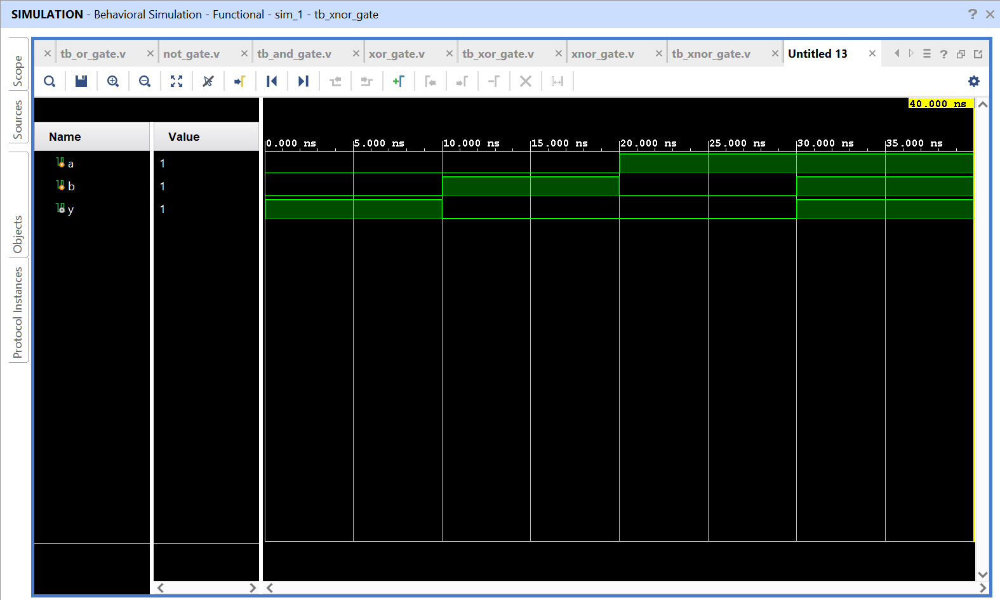 SIMULATION - Behavioral Simulation - Functional - sim_1 - tb_xnor_gate
tb_or_gate.v not_gate.v tb_and_gate.v xor_gate.v tb_xor_gate.v xnor_gate.v tb_xnor_gate.v Untitled 13
Scope
Sources
Objects
Protocol Instances
40.000 ns
Name Value
0.000 ns 5.000 ns 10.000 ns 15.000 ns 20.000 ns 25.000 ns 30.000 ns 35.000 ns
a 1
b 1
y 1